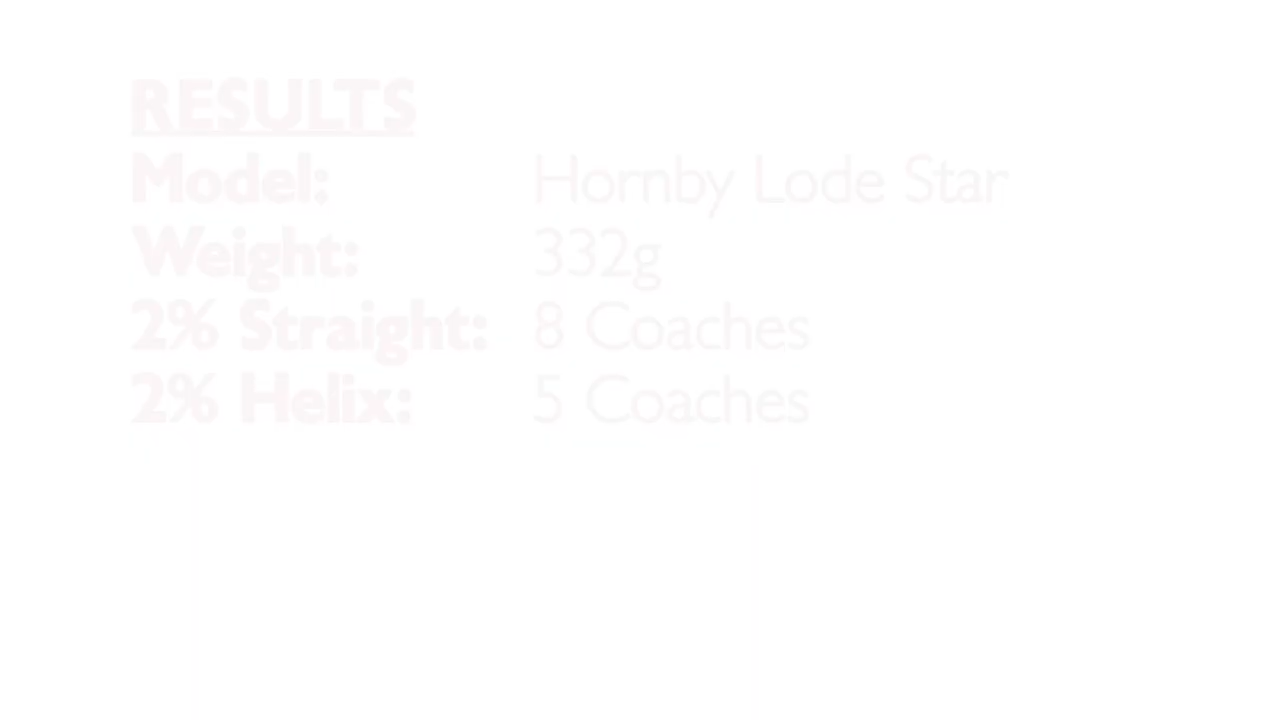 RESULTS
Model: Hornby Lode Star
Weight: 332g
2% Straight: 8 Coaches
2% Helix: 5 Coaches